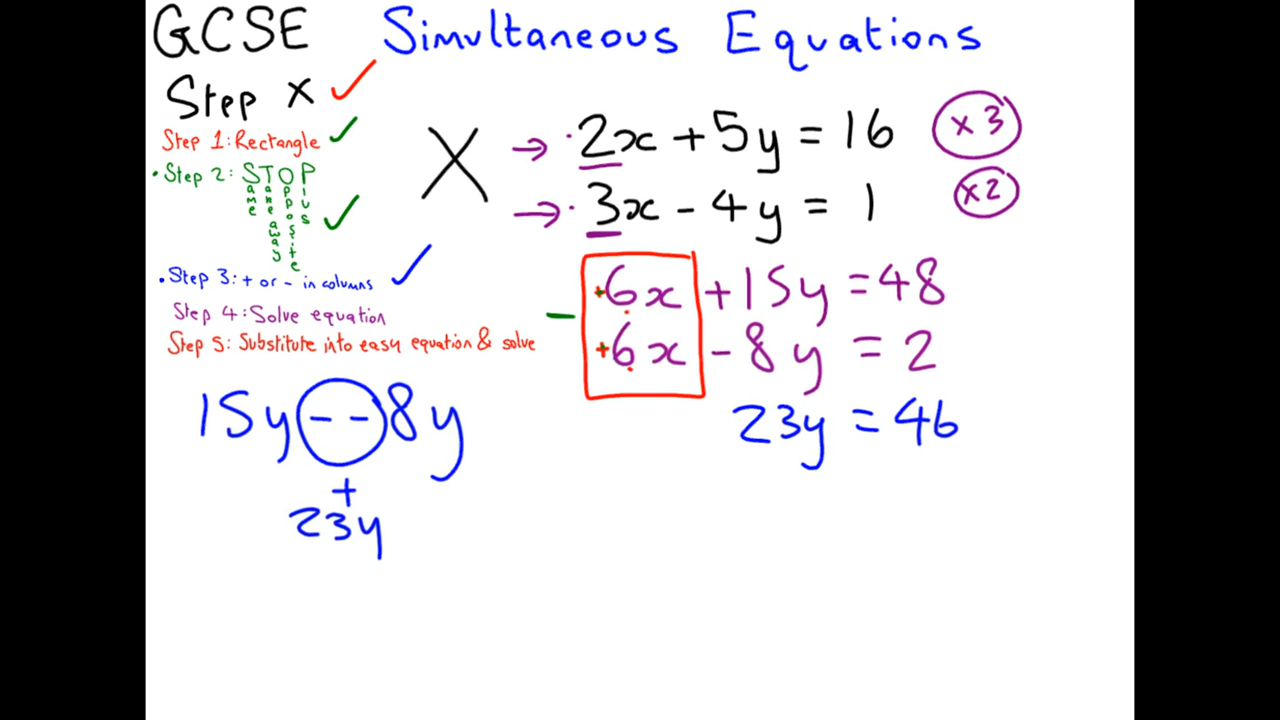 GCSE Simultaneous Equations
Step X ✓
Step 1: Rectangle ✓
• Step 2: STOP ✓
Same
Take away
Opposite
Plus
• Step 3: + or - in columns ✓
Step 4: Solve equation
Step 5: Substitute into easy equation & solve
X → 2x + 5y = 16 ×3
→ 3x - 4y = 1 ×2
+6x + 15y = 48
-
+6x - 8y = 2
23y = 46
15y - - 8y
+
23y